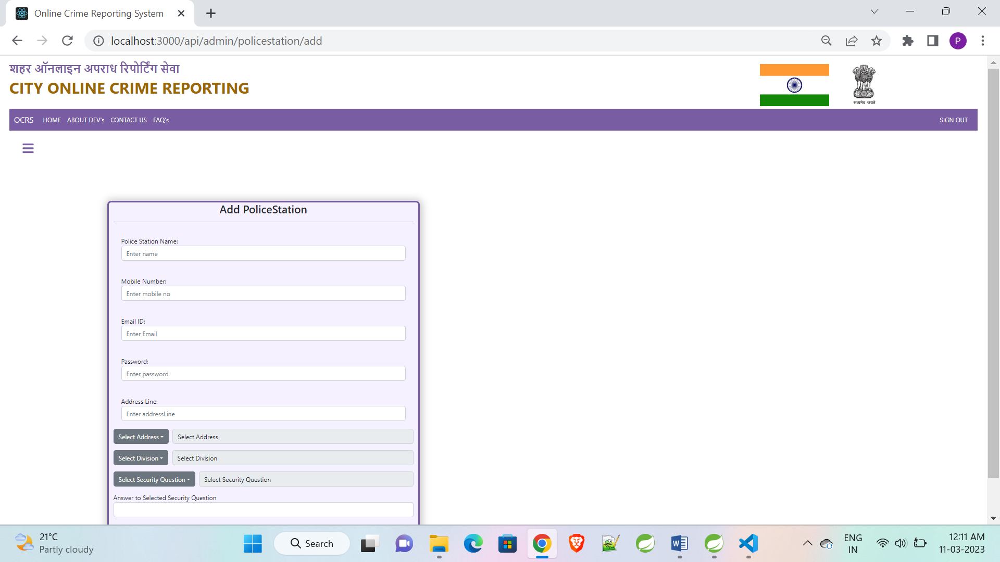 Online Crime Reporting System
localhost:3000/api/admin/policestation/add
P
शहर ऑनलाइन अपराध रिपोर्टिंग सेवा
CITY ONLINE CRIME REPORTING
सत्यमेव जयते
OCRS HOME ABOUT DEV's CONTACT US FAQ's SIGN OUT
Add PoliceStation
Police Station Name:
Enter name
Mobile Number:
Enter mobile no
Email ID:
Enter Email
Password:
Enter password
Address Line:
Enter addressLine
Select Address Select Address
Select Division Select Division
Select Security Question Select Security Question
Answer to Selected Security Question
21°C
Partly cloudy
Search
ENG
IN
12:11 AM
11-03-2023